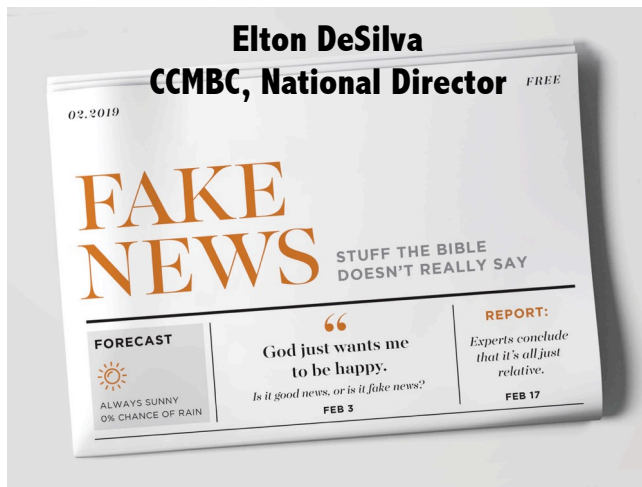 Elton DeSilva
CCMBC, National Director
02.2019
FREE
FAKE
NEWS
STUFF THE BIBLE
DOESN'T REALLY SAY
FORECAST
ALWAYS SUNNY
0% CHANCE OF RAIN
“
God just wants me
to be happy.
Is it good news, or is it fake news?
FEB 3
REPORT:
Experts conclude
that it's all just
relative.
FEB 17